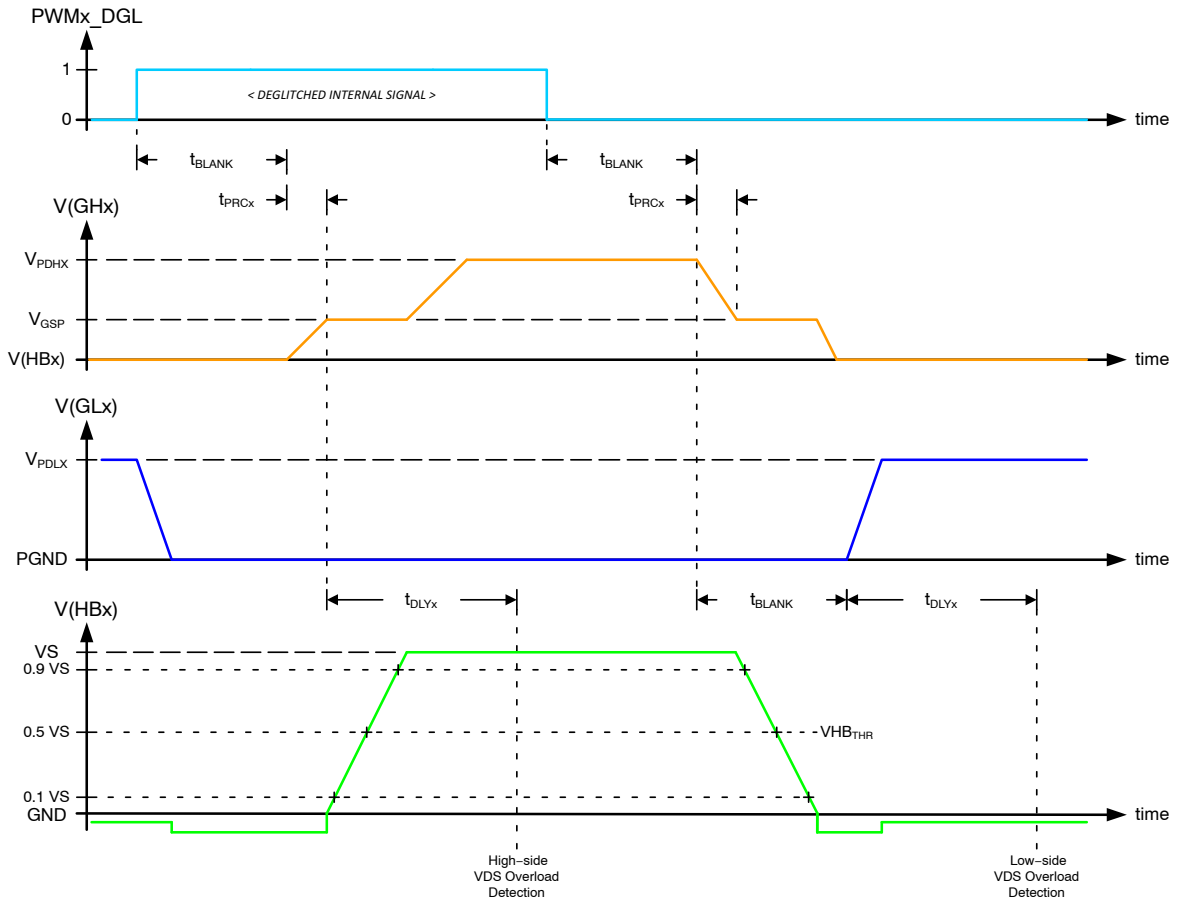 PWMx_DGL
1
< DEGLITCHED INTERNAL SIGNAL >
0
time
tBLANK
tBLANK
tPRCx
tPRCx
V(GHx)
VPDHX
VGSP
V(HBx)
time
V(GLx)
VPDLX
PGND
time
tDLYx
tBLANK
tDLYx
V(HBx)
VS
0.9 VS
0.5 VS
VHBTHR
0.1 VS
GND
time
High−side
VDS Overload
Detection
Low−side
VDS Overload
Detection